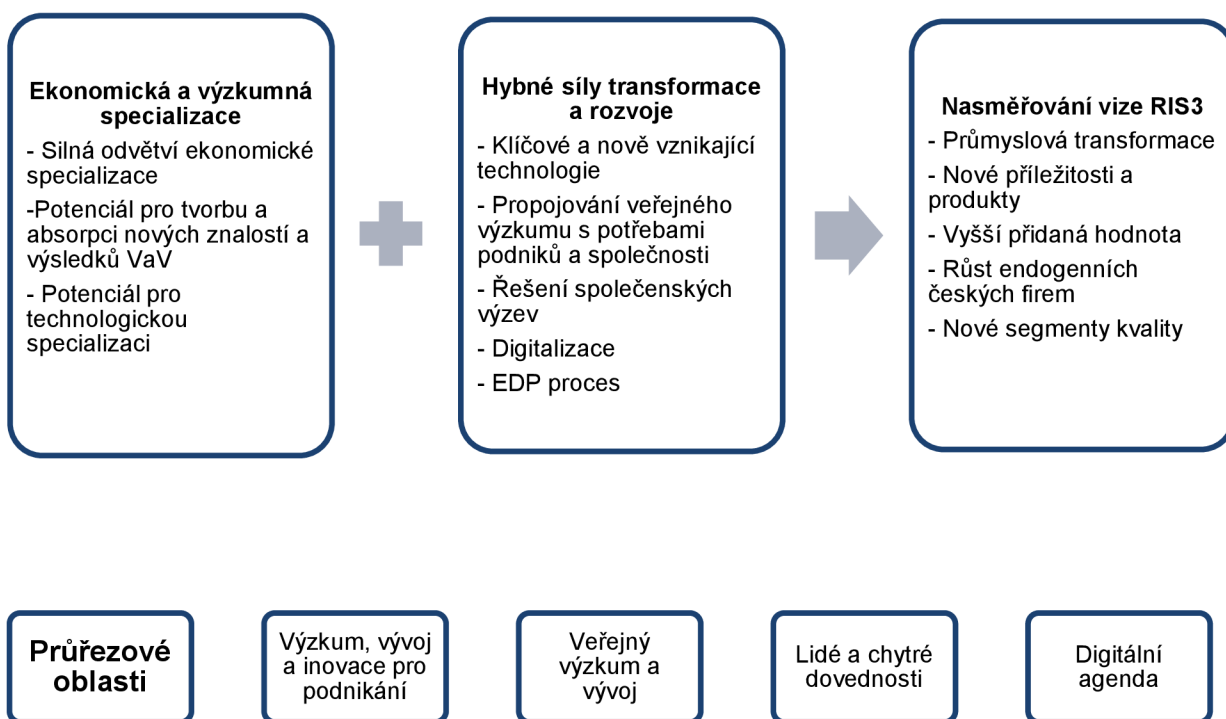 Ekonomická a výzkumná
specializace
- Silná odvětví ekonomické
specializace
-Potenciál pro tvorbu a
absorpci nových znalostí a
výsledků VaV
- Potenciál pro
technologickou
specializaci
Hybné síly transformace
a rozvoje
- Klíčové a nově vznikající
technologie
- Propojování veřejného
výzkumu s potřebami
podniků a společnosti
- Řešení společenských
výzev
- Digitalizace
- EDP proces
Nasměřování vize RIS3
- Průmyslová transformace
- Nové příležitosti a
produkty
- Vyšší přidaná hodnota
- Růst endogenních
českých firem
- Nové segmenty kvality
Průřezové
oblasti
Výzkum, vývoj
a inovace pro
podnikání
Veřejný
výzkum a
vývoj
Lidé a chytré
dovednosti
Digitální
agenda